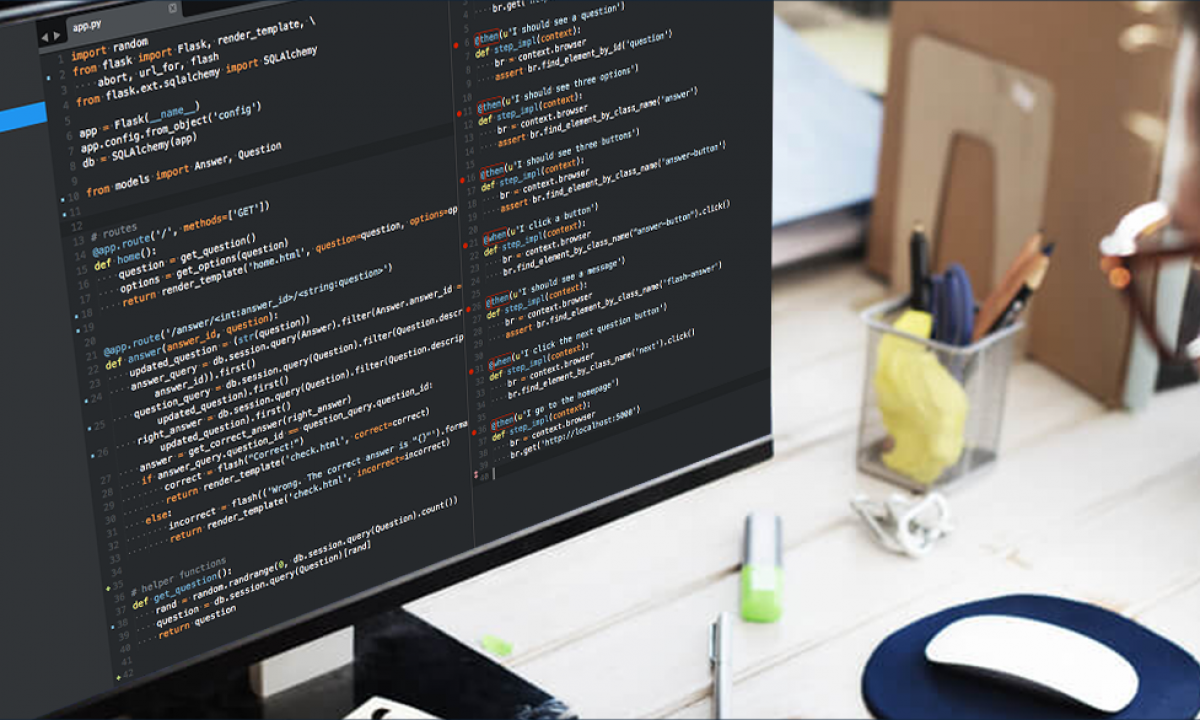 app.py
import random
from flask import Flask, render_template, \
abort, url_for, flash
from flask.ext.sqlalchemy import SQLAlchemy
app = Flask(__name__)
app.config.from_object('config')
db = SQLAlchemy(app)
from models import Answer, Question
# routes
@app.route('/', methods=['GET'])
def home():
question = get_question()
options = get_options(question)
return render_template('home.html', question=question, options=op
@app.route('/answer/<int:answer_id>/<string:question>')
def answer(answer_id, question):
updated_question = (str(question))
answer_query = db.session.query(Answer).filter(Answer.answer_id =
answer_id)).first()
question_query = db.session.query(Question).filter(Question.descr
updated_question).first()
right_answer = db.session.query(Question).filter(Question.descrip
updated_question).first()
answer = get_correct_answer(right_answer)
if answer_query.question_id == question_query.question_id:
correct = flash("Correct!")
return render_template('check.html', correct=correct)
else:
incorrect = flash(("Wrong. The correct answer is "{}"').forma
return render_template('check.html', incorrect=incorrect)
# helper functions
def get_question():
rand = random.randrange(0, db.session.query(Question).count())
question = db.session.query(Question)[rand]
return question
br.get(
@then(u'I should see a question')
def step_impl(context):
br = context.browser
assert br.find_element_by_id('question')
@then(u'I should see three options')
def step_impl(context):
br = context.browser
assert br.find_element_by_class_name('answer')
@then(u'I should see three buttons')
def step_impl(context):
br = context.browser
assert br.find_element_by_class_name('answer-button')
@when(u'I click a button')
def step_impl(context):
br = context.browser
br.find_element_by_class_name("answer-button").click()
@then(u'I should see a message')
def step_impl(context):
br = context.browser
assert br.find_element_by_class_name('flash-answer')
@when(u'I click the next question button')
def step_impl(context):
br = context.browser
br.find_element_by_class_name('next').click()
@then(u'I go to the homepage')
def step_impl(context):
br = context.browser
br.get('http://localhost:5000')